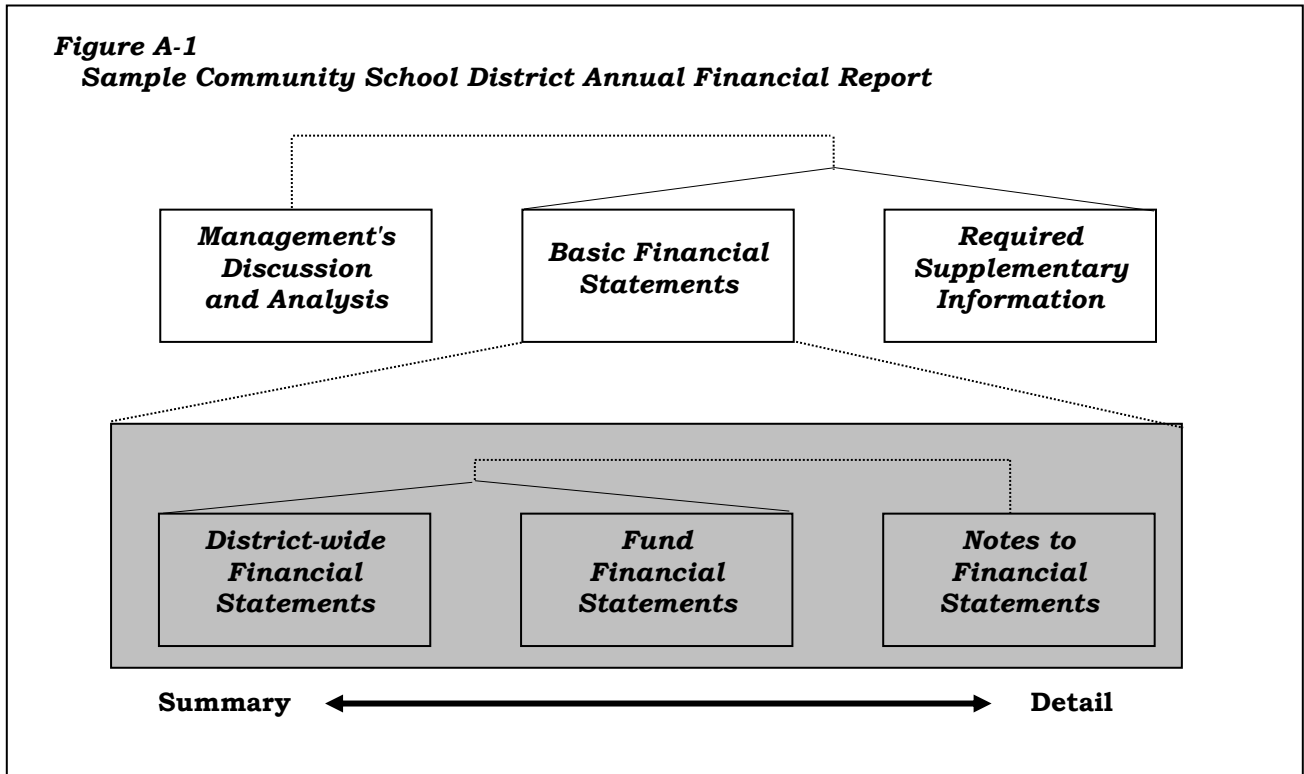 Figure A-1
Sample Community School District Annual Financial Report
Management's
Discussion
and Analysis
Basic Financial
Statements
Required
Supplementary
Information
District-wide
Financial
Statements
Fund
Financial
Statements
Notes to
Financial
Statements
Summary
Detail